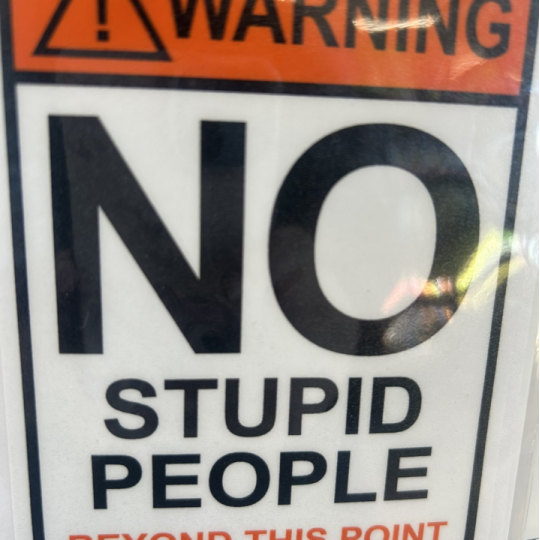 WARNING
NO
STUPID
PEOPLE
BEYOND THIS POINT